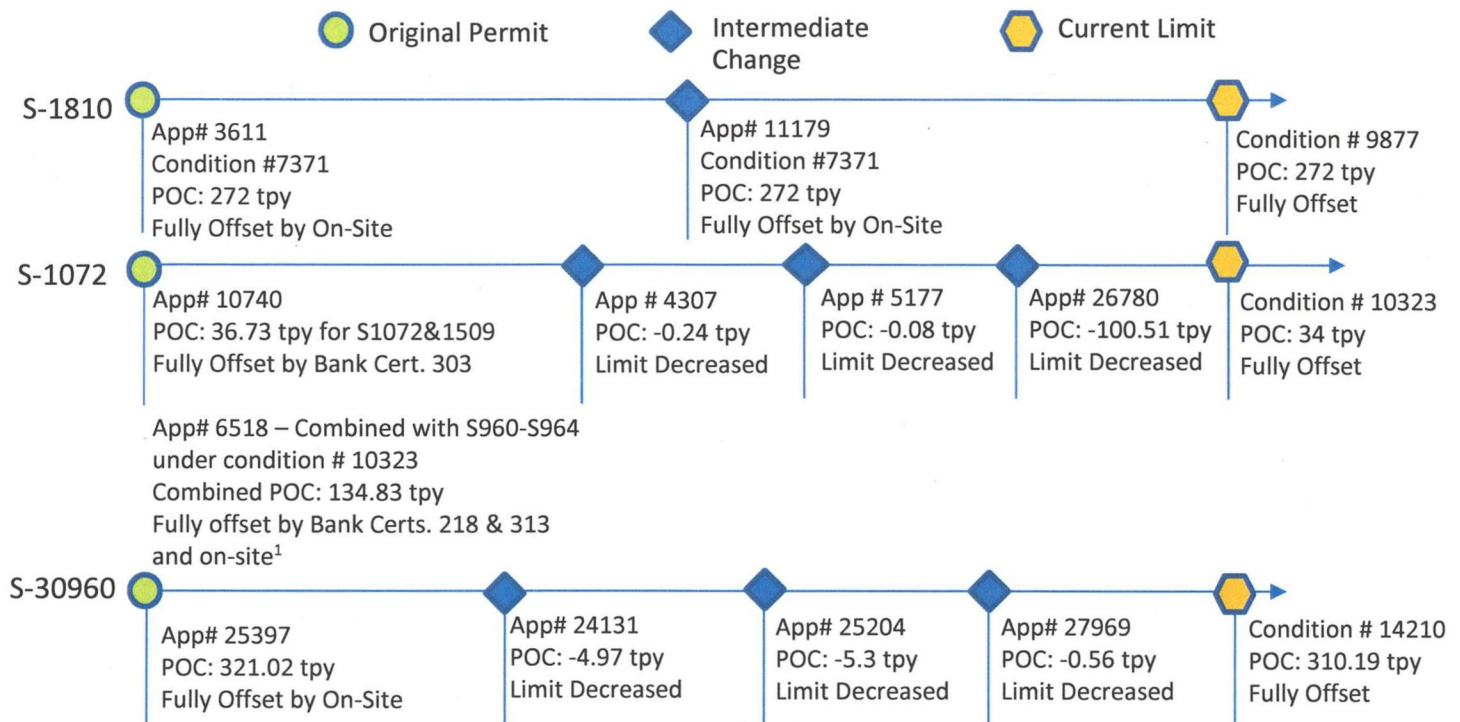 Original Permit
Intermediate
Change
Current Limit
S-1810
App# 3611
Condition #7371
POC: 272 tpy
Fully Offset by On-Site
App# 11179
Condition #7371
POC: 272 tpy
Fully Offset by On-Site
Condition # 9877
POC: 272 tpy
Fully Offset
S-1072
App# 10740
POC: 36.73 tpy for S1072&1509
Fully Offset by Bank Cert. 303
App # 4307
POC: -0.24 tpy
Limit Decreased
App # 5177
POC: -0.08 tpy
Limit Decreased
App# 26780
POC: -100.51 tpy
Limit Decreased
Condition # 10323
POC: 34 tpy
Fully Offset
App# 6518 – Combined with S960-S964
under condition # 10323
Combined POC: 134.83 tpy
Fully offset by Bank Certs. 218 & 313
and on-site¹
S-30960
App# 25397
POC: 321.02 tpy
Fully Offset by On-Site
App# 24131
POC: -4.97 tpy
Limit Decreased
App# 25204
POC: -5.3 tpy
Limit Decreased
App# 27969
POC: -0.56 tpy
Limit Decreased
Condition # 14210
POC: 310.19 tpy
Fully Offset